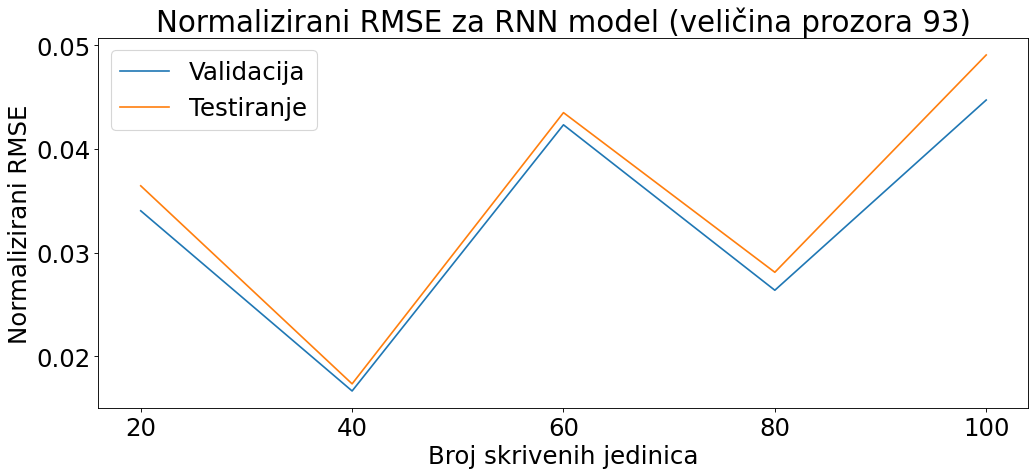 Normalizirani RMSE za RNN model (veličina prozora 93)
Validacija
Testiranje
Normalizirani RMSE
0.05
0.04
0.03
0.02
20 40 60 80 100
Broj skrivenih jedinica